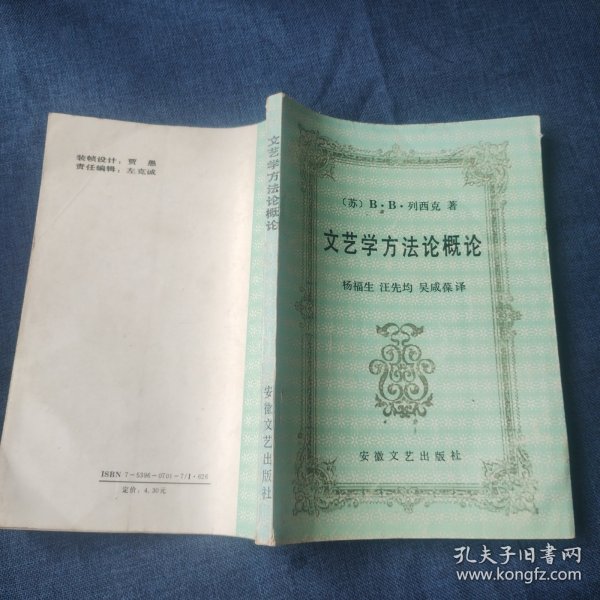 装帧设计：贾 愚
责任编辑：左克诚
ISBN 7-5396-0701-7/I·626
定价：4.30元
文艺学方法论概论
安徽文艺出版社
〔苏〕B·B·列西克 著
文艺学方法论概论
杨福生 汪先均 吴咸葆译
安徽文艺出版社
孔夫子旧书网
www.kongfz.com